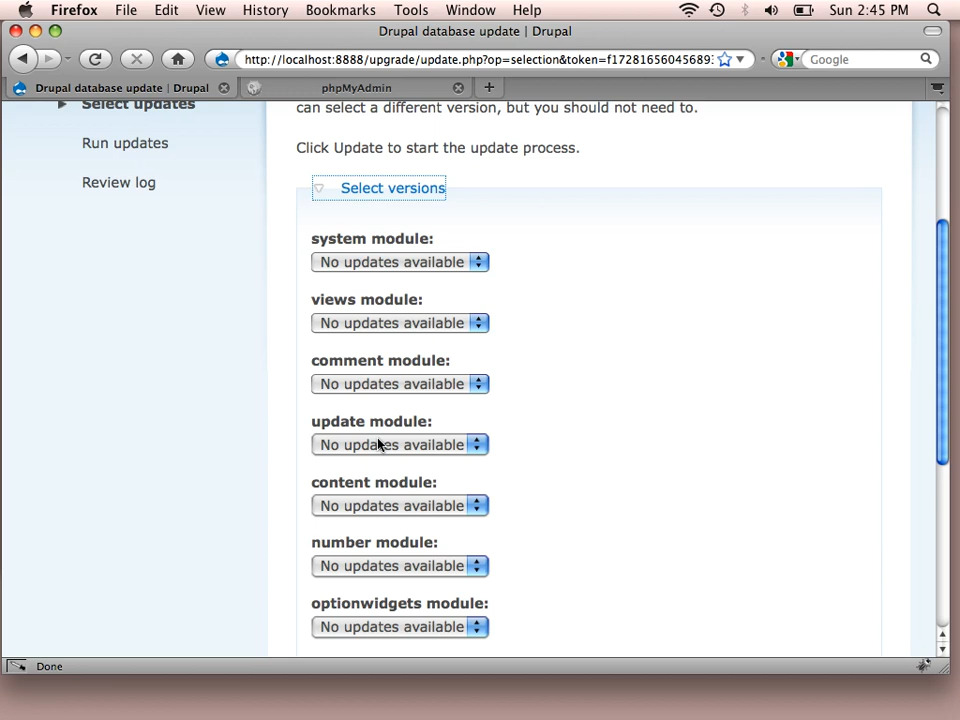 Firefox File Edit View History Bookmarks Tools Window Help Sun 2:45 PM
Drupal database update | Drupal
http://localhost:8888/upgrade/update.php?op=selection&token=f17281656045689 Google
Drupal database update | Drupal phpMyAdmin
Select updates
Run updates
Review log
can select a different version, but you should not need to.
Click Update to start the update process.
Select versions
system module:
No updates available
views module:
No updates available
comment module:
No updates available
update module:
No updates available
content module:
No updates available
number module:
No updates available
optionwidgets module:
No updates available
Done